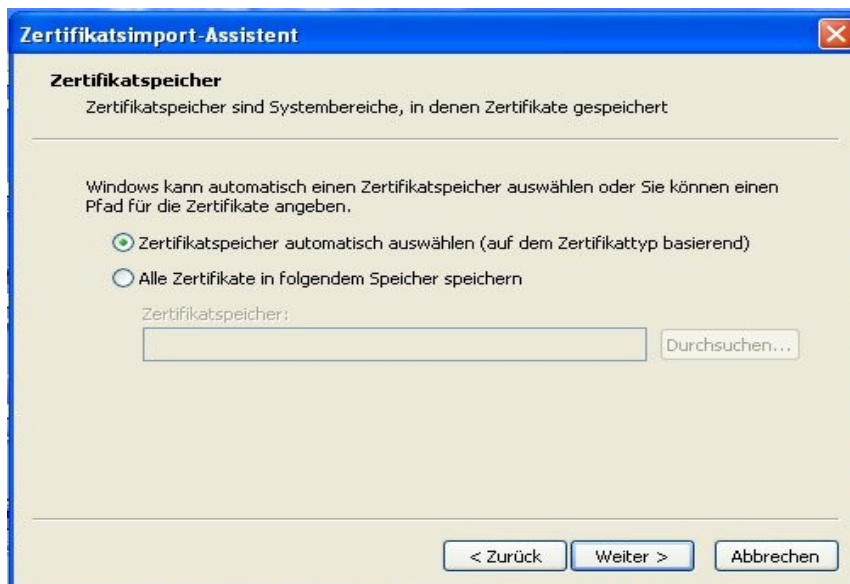 Zertifikatsimport-Assistent
Zertifikatspeicher
Zertifikatspeicher sind Systembereiche, in denen Zertifikate gespeichert
Windows kann automatisch einen Zertifikatspeicher auswählen oder Sie können einen
Pfad für die Zertifikate angeben.
Zertifikatspeicher automatisch auswählen (auf dem Zertifikattyp basierend)
Alle Zertifikate in folgendem Speicher speichern
Zertifikatspeicher:
Durchsuchen...
< Zurück Weiter > Abbrechen